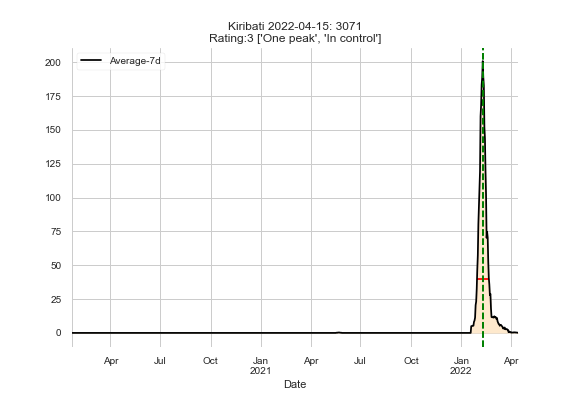 Kiribati 2022-04-15: 3071
Rating:3 ['One peak', 'In control']
Average-7d
200
175
150
125
100
75
50
25
0
Apr Jul Oct Jan Apr Jul Oct Jan Apr
2021 2022
Date